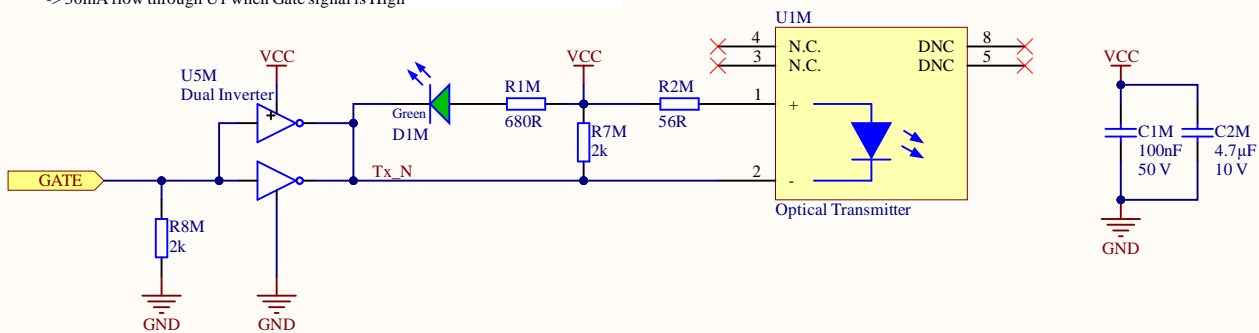 -> 30mA flow through U1 when Gate signal is High
U1M
4
N.C.
DNC
8
3
N.C.
DNC
5
VCC
VCC
VCC
U5M
Dual Inverter
+
Green
D1M
R1M
680R
R2M
56R
1
+
R7M
2k
C1M
100nF
50 V
C2M
4.7µF
10 V
GATE
Tx_N
2
-
Optical Transmitter
R8M
2k
GND
GND
GND